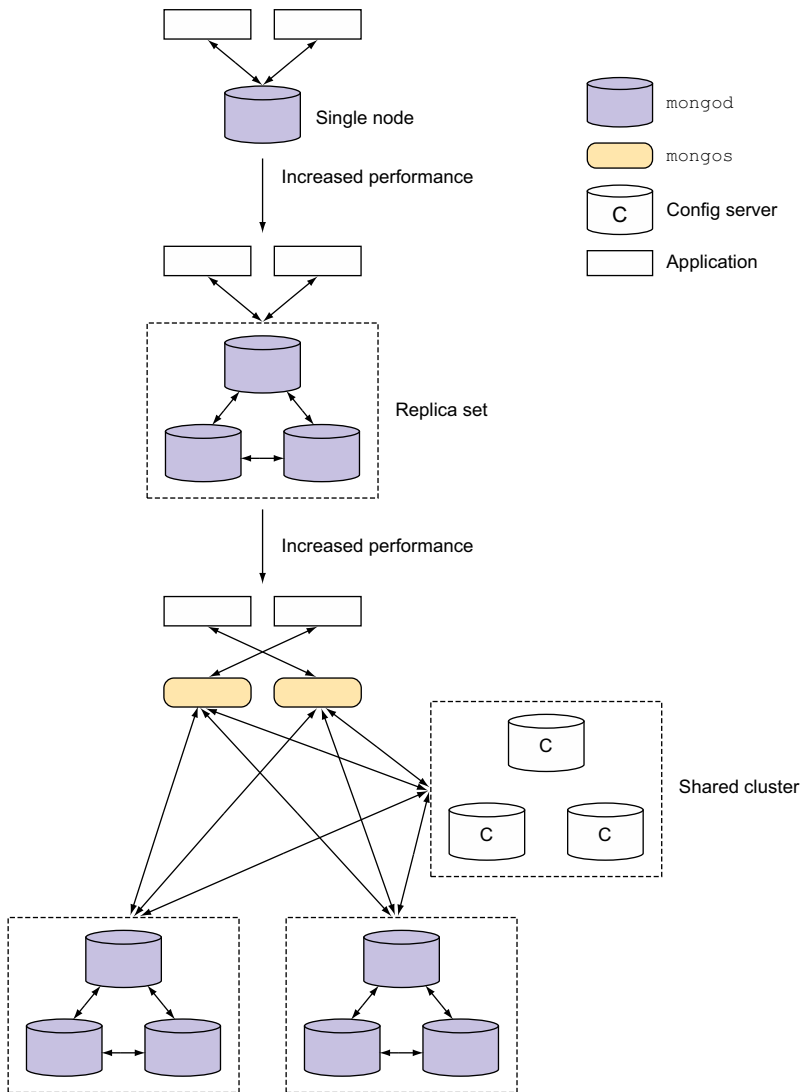 Single node
Increased performance
mongod
mongos
C
Config server
Application
Replica set
Increased performance
C
C
C
Shared cluster